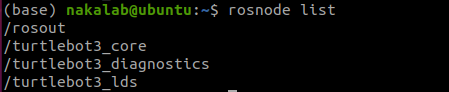 (base) nakalab@ubuntu:~$ rosnode list
/rosout
/turtlebot3_core
/turtlebot3_diagnostics
/turtlebot3_lds